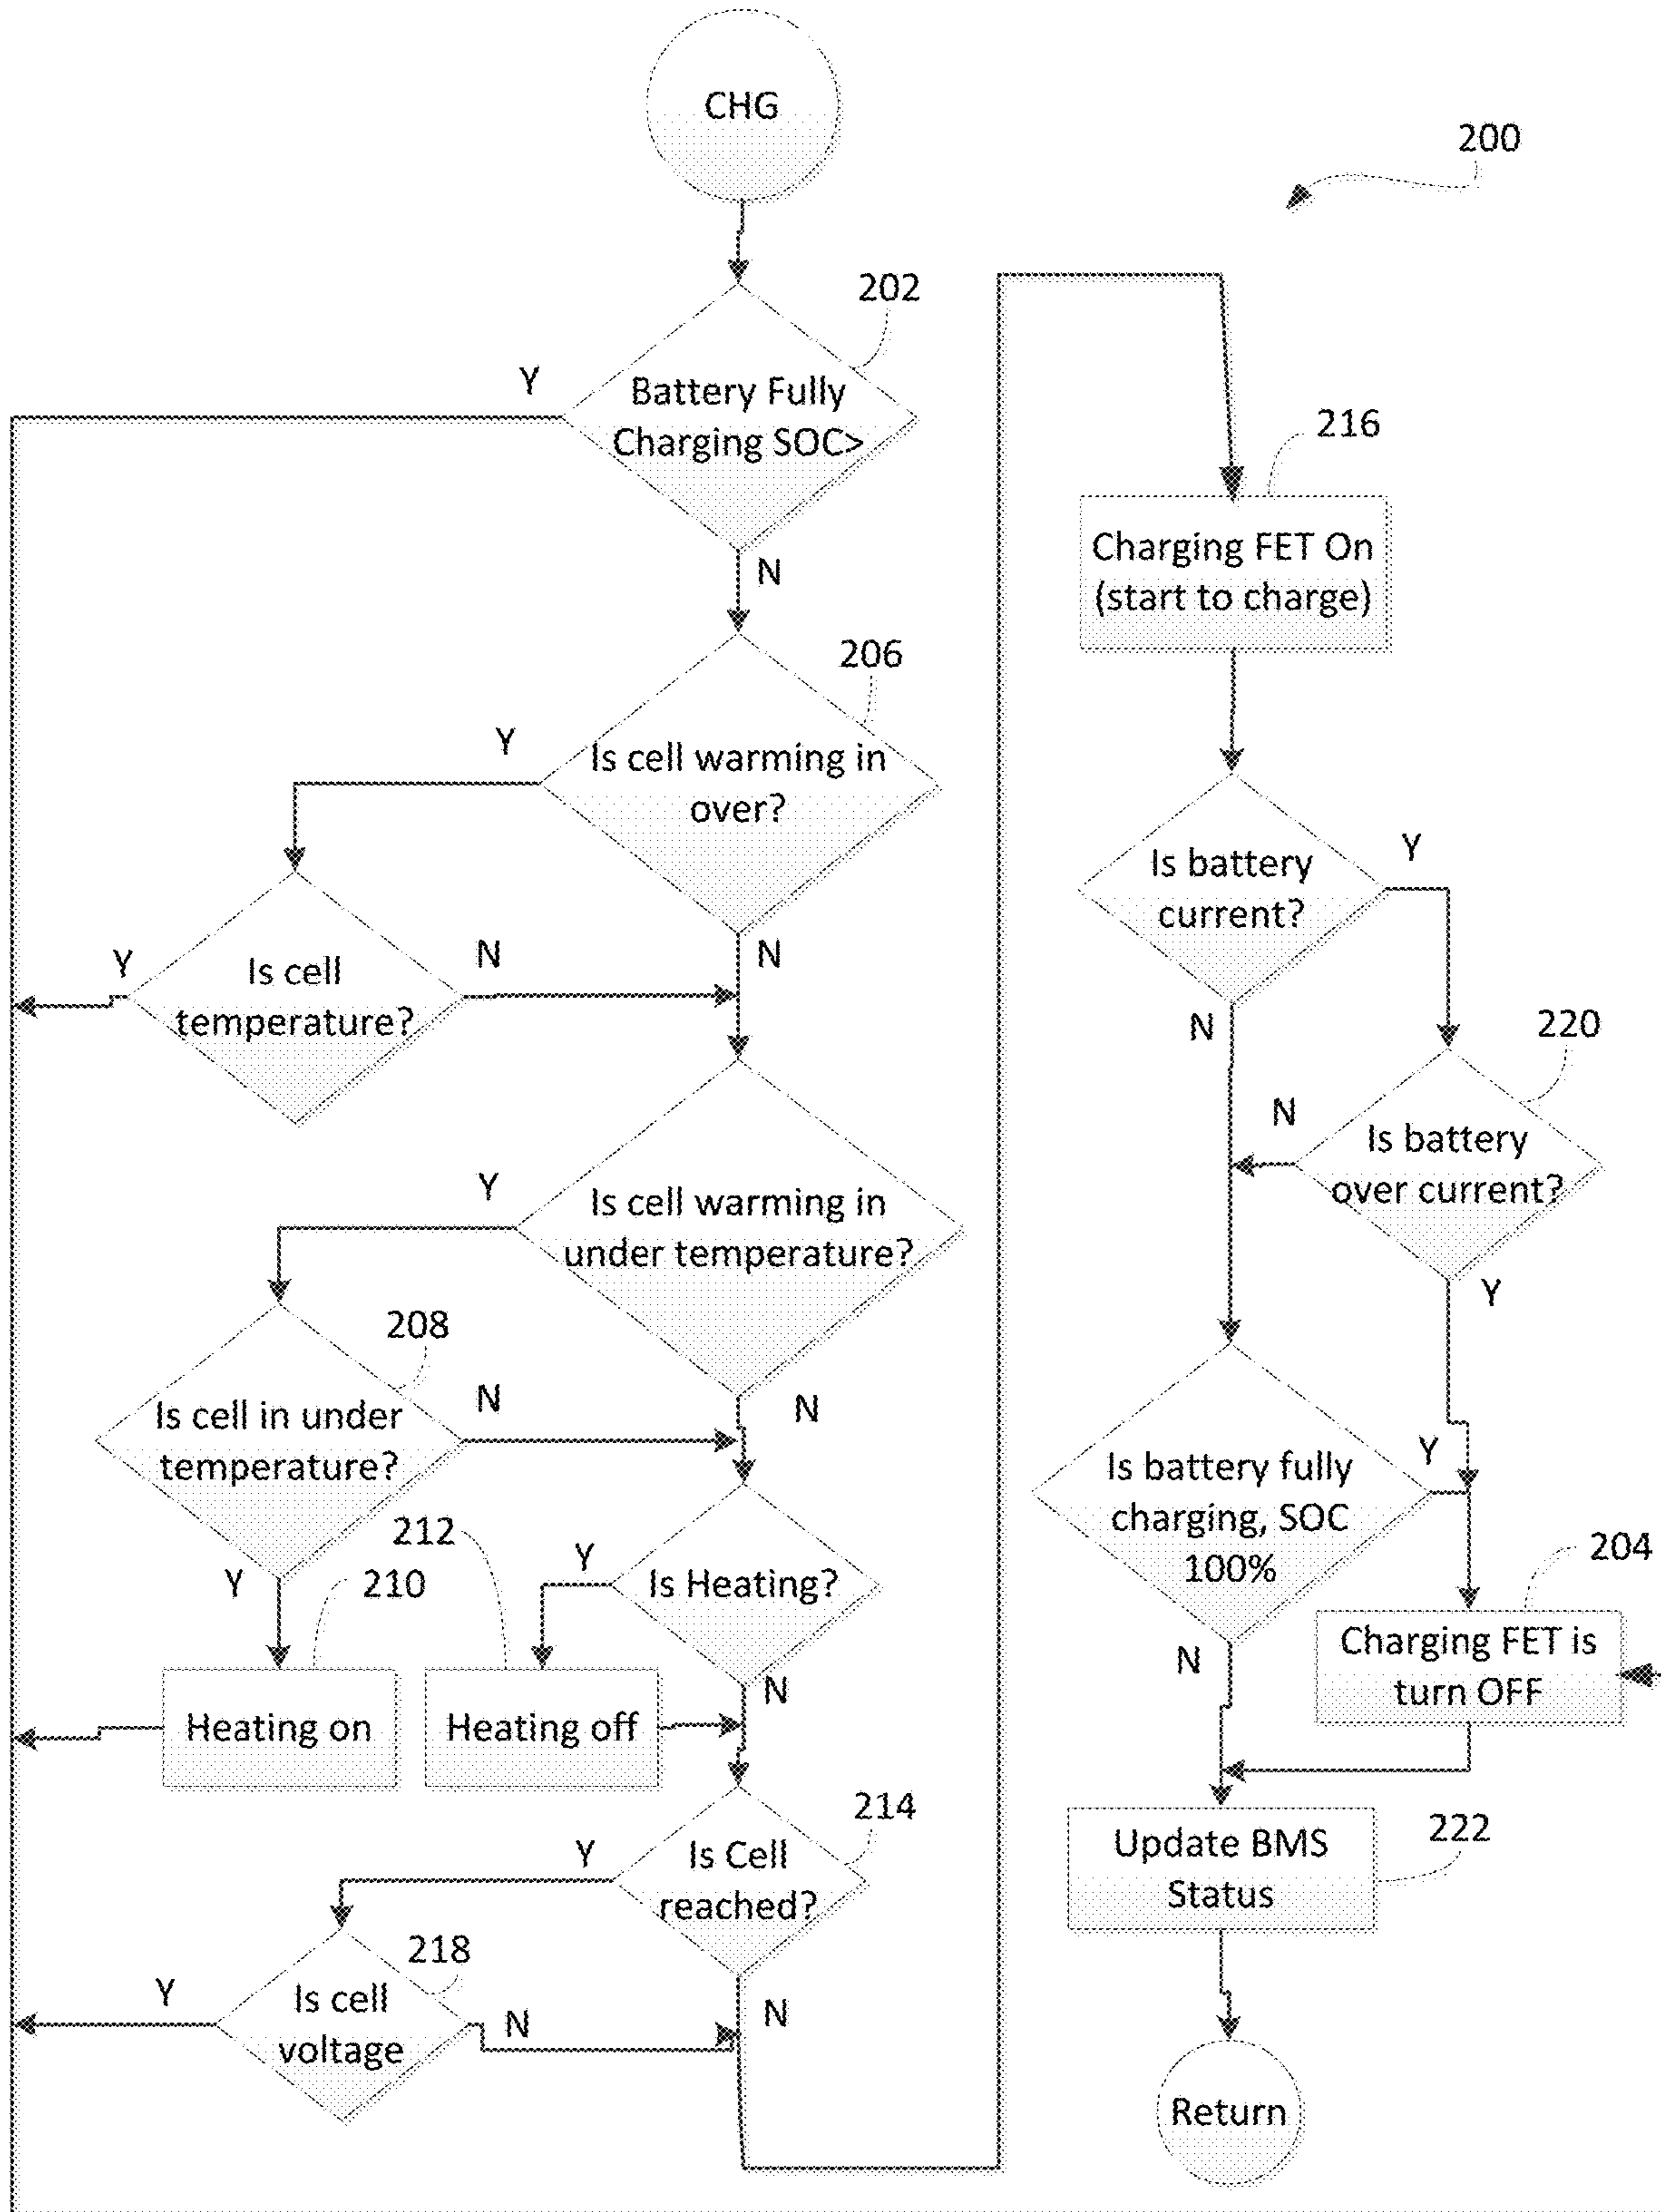 CHG
200
202
Y
Battery Fully
Charging SOC>
N
206
Y
Is cell warming in
over?
N
Y
Is cell
temperature?
N
Y
Is cell warming in
under temperature?
N
208
Is cell in under
temperature?
N
Y
210
212
Y
Is Heating?
N
Heating on
Heating off
214
Y
Is Cell
reached?
N
218
Y
Is cell
voltage
N
216
Charging FET On
(start to charge)
Is battery
current?
Y
N
220
N
Is battery
over current?
Y
Is battery fully
charging, SOC
100%
Y
N
204
Charging FET is
turn OFF
222
Update BMS
Status
Return